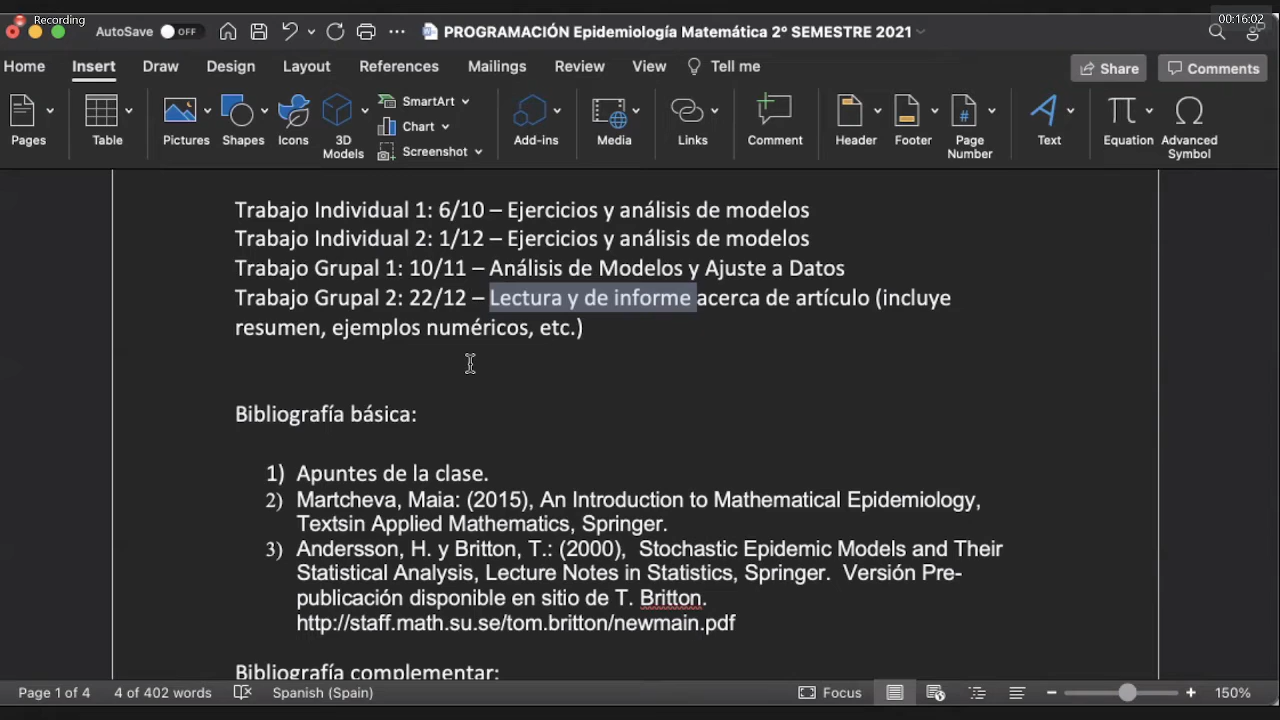 Recording
00:16:02
AutoSave OFF
PROGRAMACIÓN Epidemiología Matemática 2º SEMESTRE 2021
Home Insert Draw Design Layout References Mailings Review View Tell me
Share Comments
Pages
Table
Pictures
Shapes
Icons
3D
Models
SmartArt
Chart
Screenshot
Add-ins
Media
Links
Comment
Header
Footer
Page
Number
Text
Equation
Advanced
Symbol
Trabajo Individual 1: 6/10 – Ejercicios y análisis de modelos
Trabajo Individual 2: 1/12 – Ejercicios y análisis de modelos
Trabajo Grupal 1: 10/11 – Análisis de Modelos y Ajuste a Datos
Trabajo Grupal 2: 22/12 – Lectura y de informe acerca de artículo (incluye
resumen, ejemplos numéricos, etc.)
Bibliografía básica:
1) Apuntes de la clase.
2) Martcheva, Maia: (2015), An Introduction to Mathematical Epidemiology,
Textsin Applied Mathematics, Springer.
3) Andersson, H. y Britton, T.: (2000), Stochastic Epidemic Models and Their
Statistical Analysis, Lecture Notes in Statistics, Springer. Versión Pre-
publicación disponible en sitio de T. Britton.
http://staff.math.su.se/tom.britton/newmain.pdf
Bibliografía complementar:
Page 1 of 4 4 of 402 words Spanish (Spain) Focus 150%